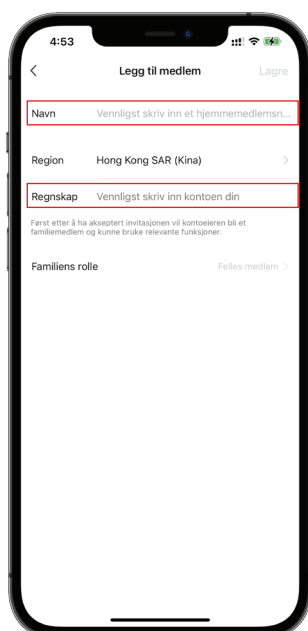 4:53
Legg til medlem
Lagre
Navn Vennligst skriv inn et hjemmemedlemsn...
Region Hong Kong SAR (Kina)
Regnskap Vennligst skriv inn kontoen din
Først etter å ha akseptert invitasjonen vil kontoeieren bli et
familiemedlem og kunne bruke relevante funksjoner.
Familiens rolle Felles medlem